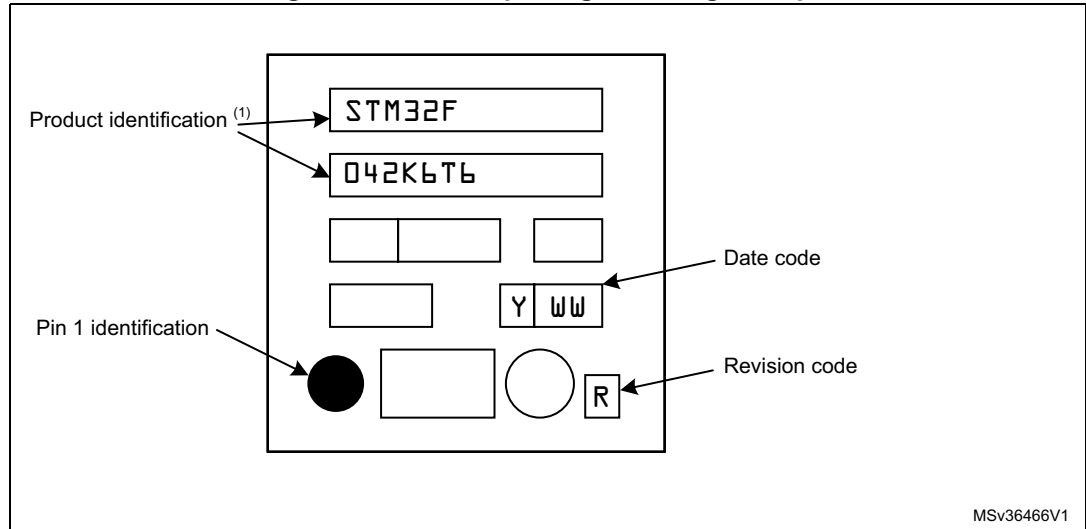 Product identification (1)
STM32F
042K6T6
Date code
Y WW
Pin 1 identification
Revision code
R
MSv36466V1